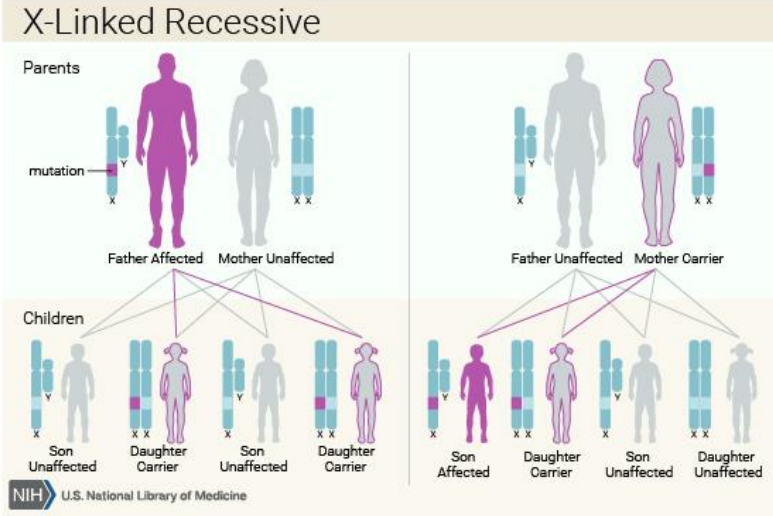 X-Linked Recessive
Parents
mutation
Y
X
X X
Y
X
X X
Father Affected
Mother Unaffected
Father Unaffected
Mother Carrier
Children
Y
X
X X
Y
X
X X
Y
X
X X
Y
X
X X
Son
Unaffected
Daughter
Carrier
Son
Unaffected
Daughter
Carrier
Son
Affected
Daughter
Carrier
Son
Unaffected
Daughter
Unaffected
NIH U.S. National Library of Medicine